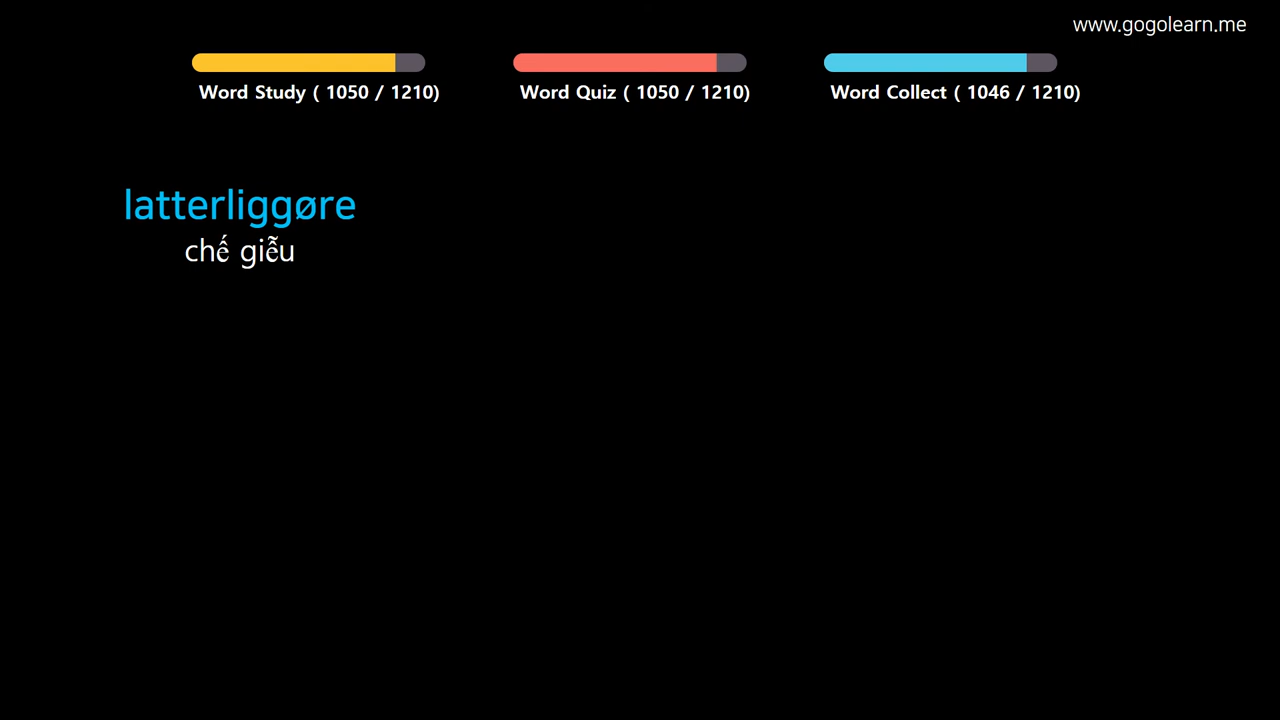 www.gogolearn.me
Word Study ( 1050 / 1210)
Word Quiz ( 1050 / 1210)
Word Collect ( 1046 / 1210)
latterliggøre
chế giễu